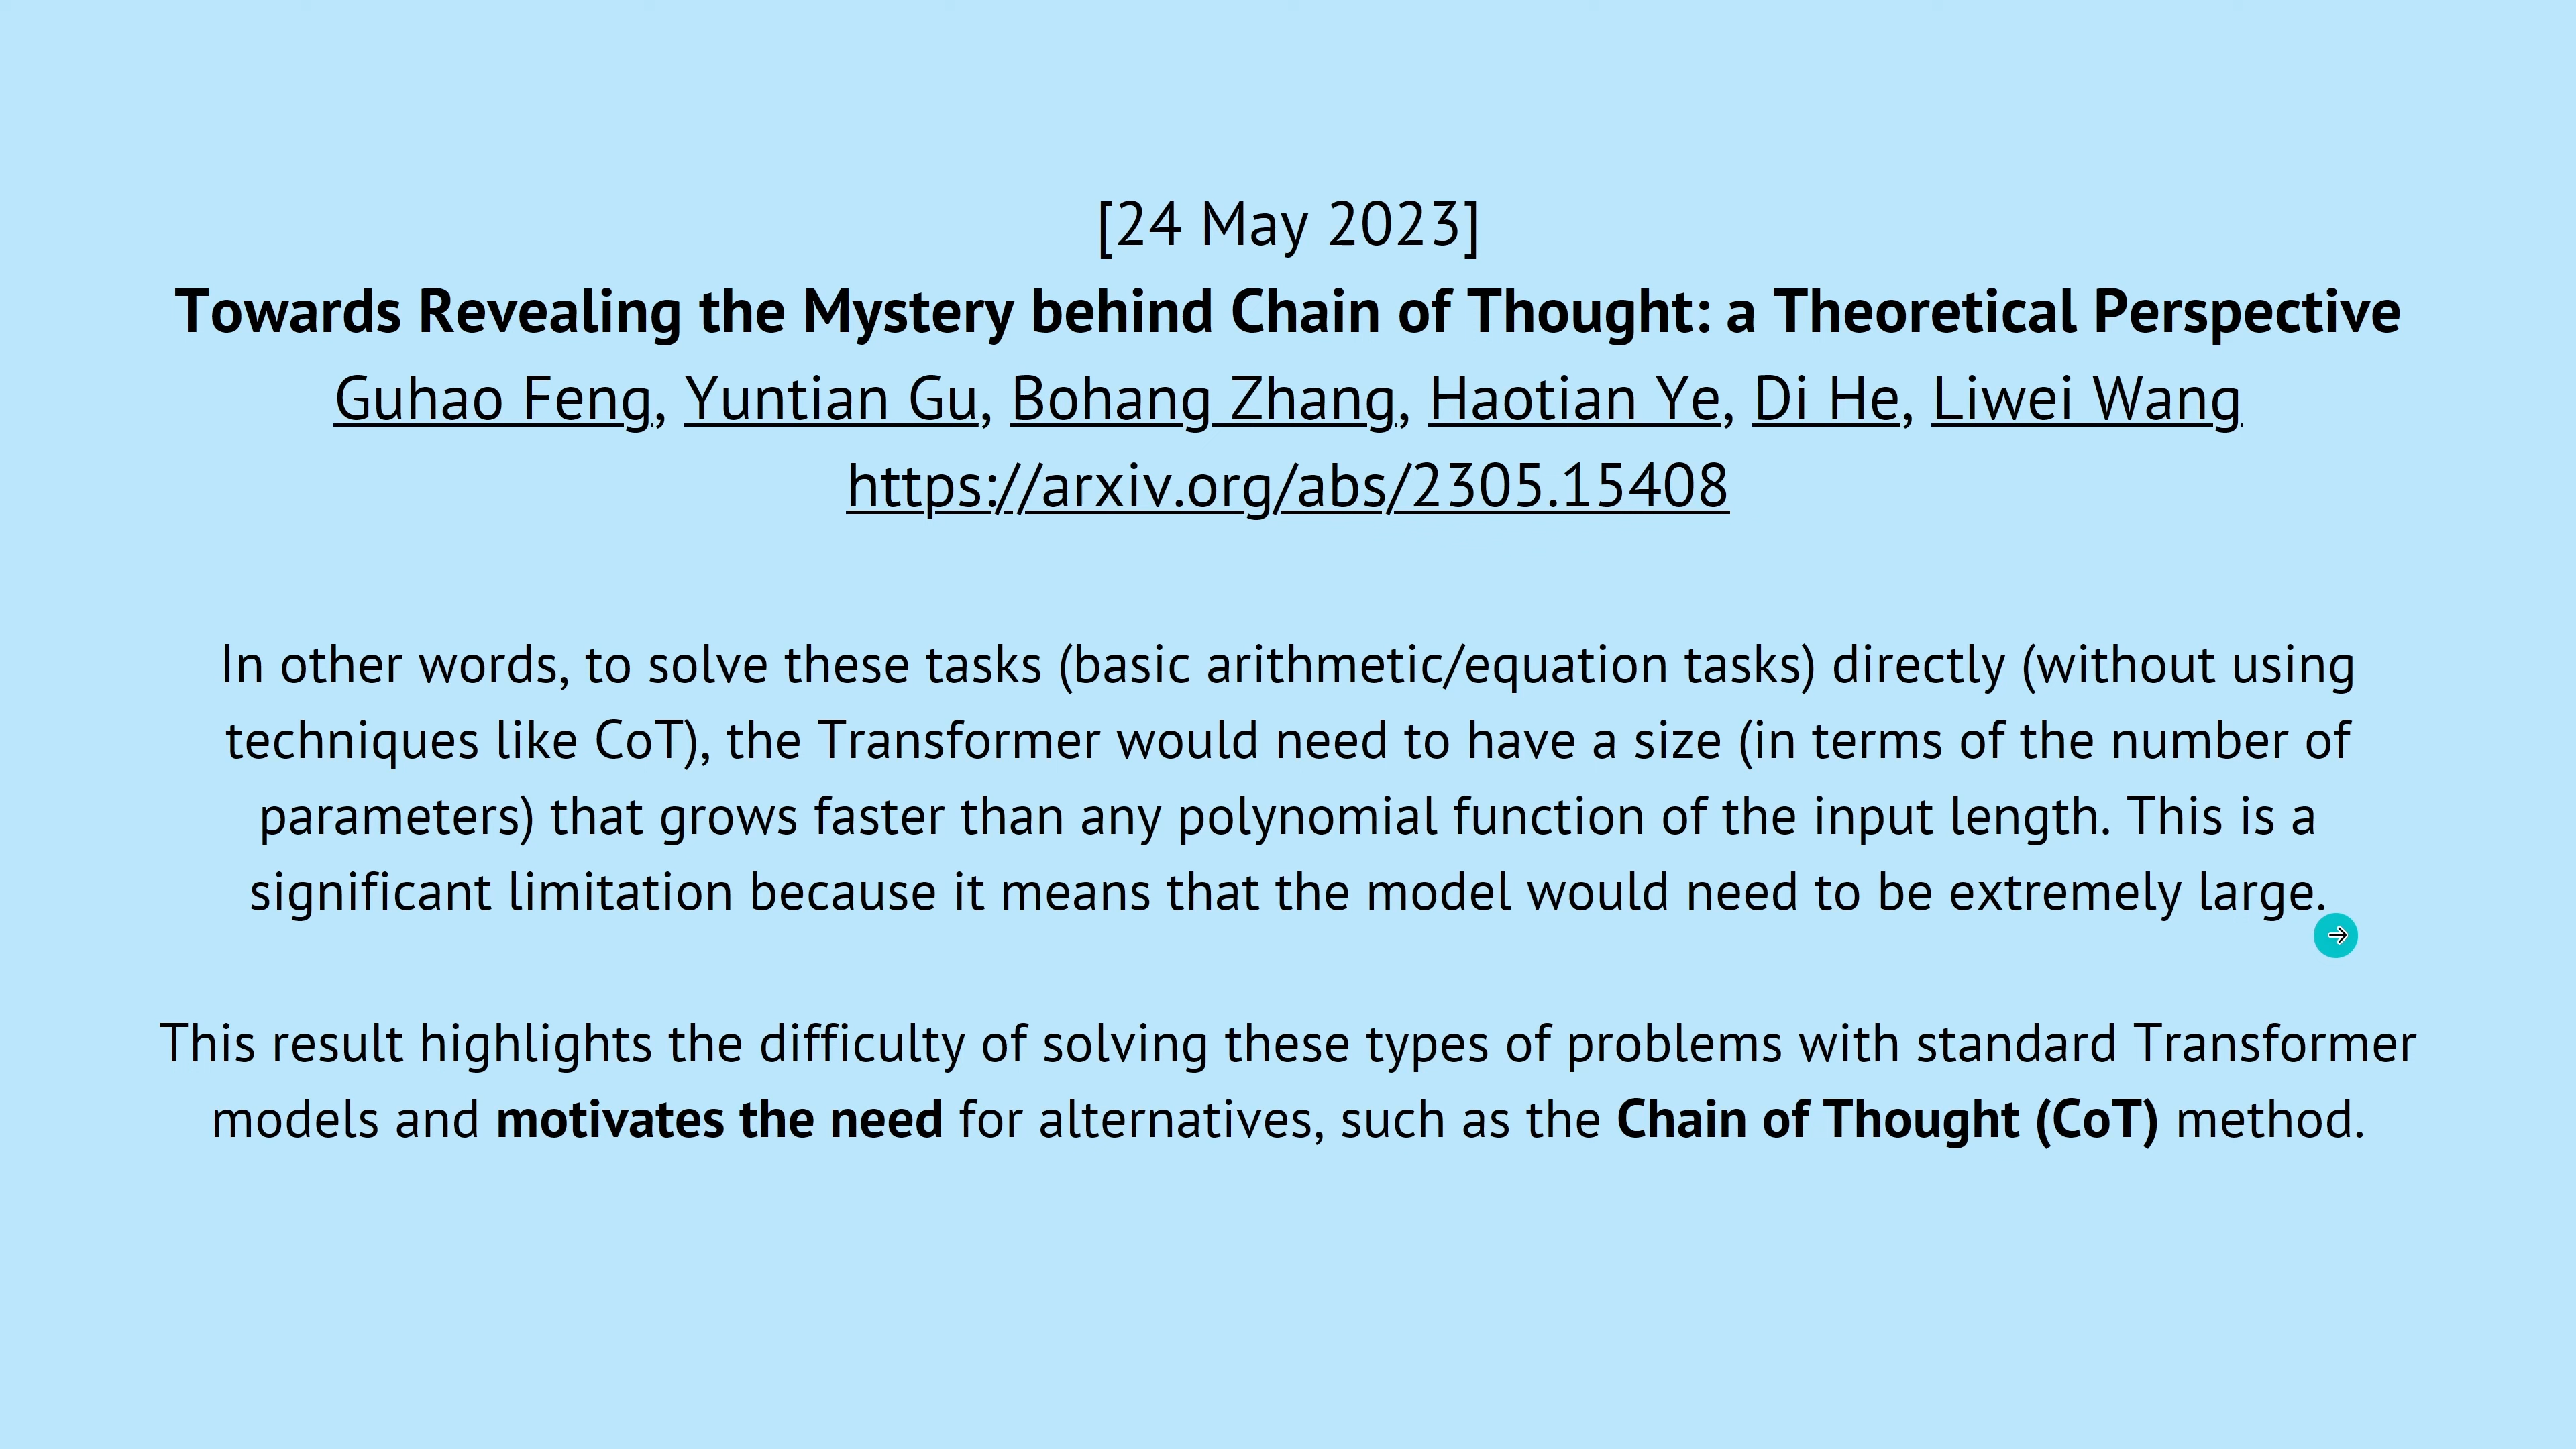 [24 May 2023]
Towards Revealing the Mystery behind Chain of Thought: a Theoretical Perspective
Guhao Feng, Yuntian Gu, Bohang Zhang, Haotian Ye, Di He, Liwei Wang
https://arxiv.org/abs/2305.15408
In other words, to solve these tasks (basic arithmetic/equation tasks) directly (without using
techniques like CoT), the Transformer would need to have a size (in terms of the number of
parameters) that grows faster than any polynomial function of the input length. This is a
significant limitation because it means that the model would need to be extremely large.
This result highlights the difficulty of solving these types of problems with standard Transformer
models and motivates the need for alternatives, such as the Chain of Thought (CoT) method.